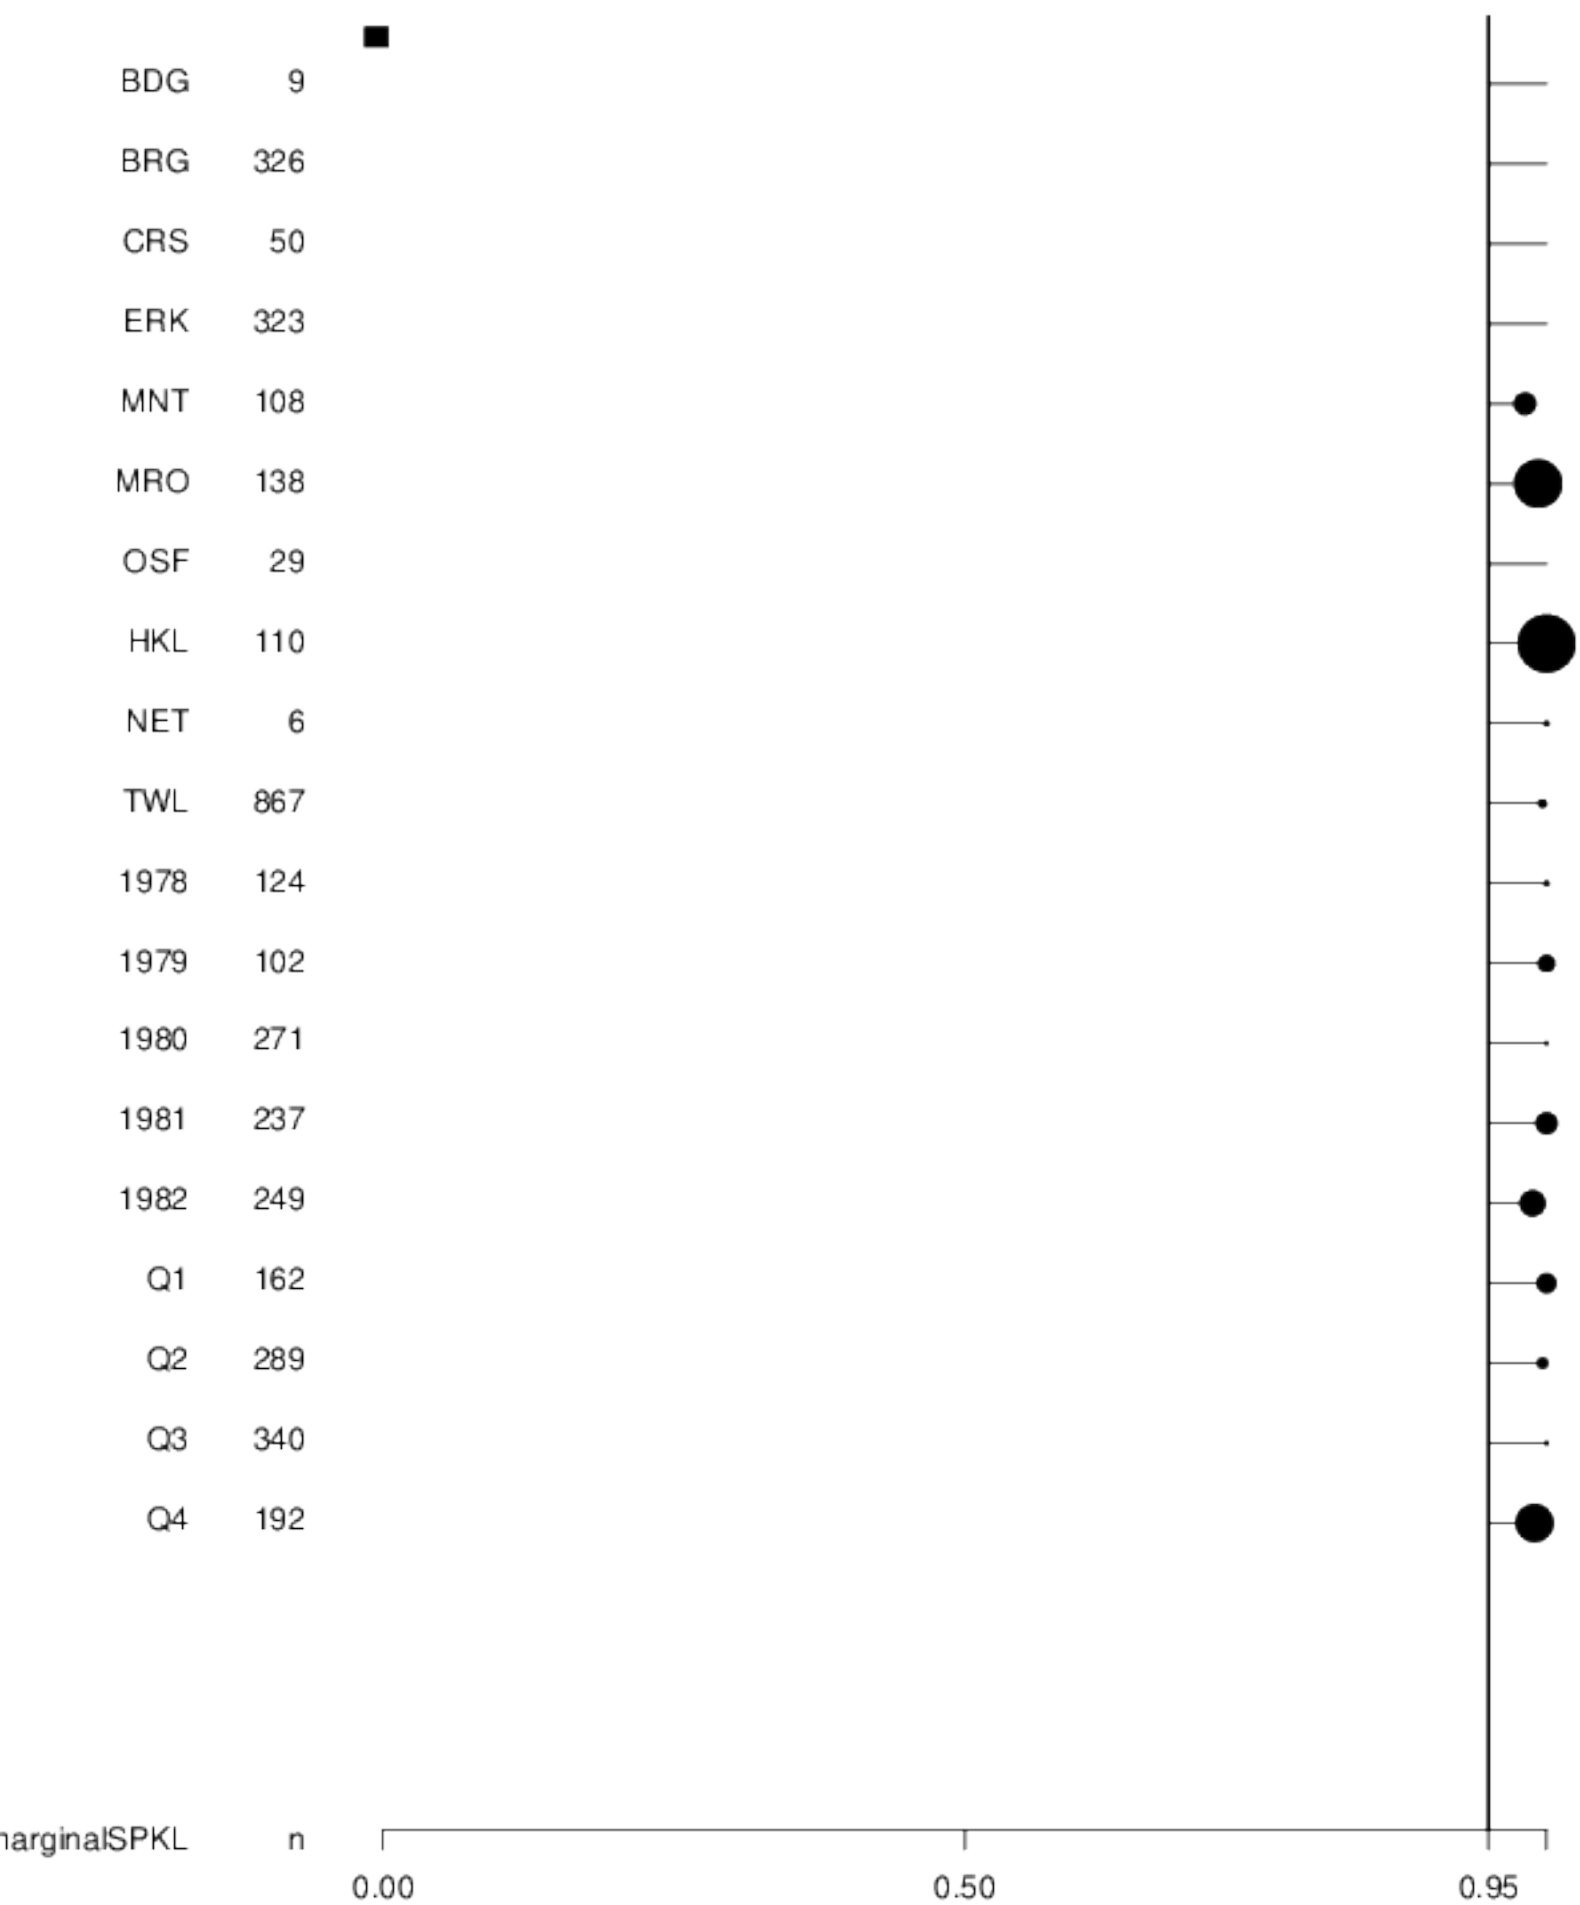 BDG 9
BRG 326
CRS 50
ERK 323
MNT 108
MRO 138
OSF 29
HKL 110
NET 6
TWL 867
1978 124
1979 102
1980 271
1981 237
1982 249
Q1 162
Q2 289
Q3 340
Q4 192
arginalSPKL n
0.00 0.50 0.95